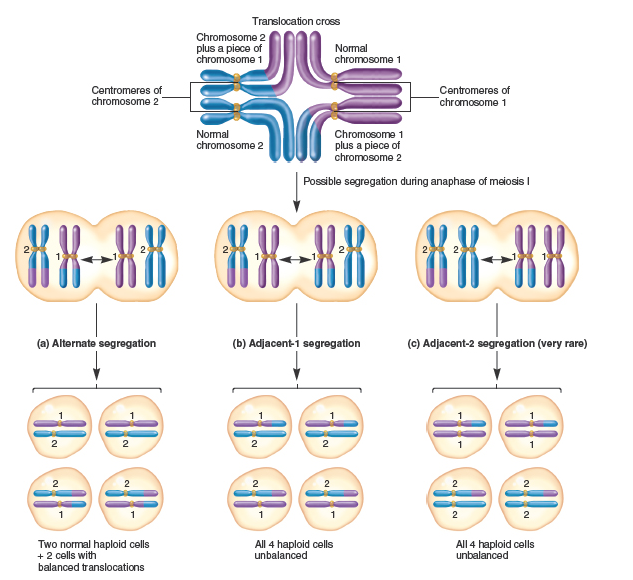 Translocation cross
Chromosome 2
plus a piece of
chromosome 1
Normal
chromosome 1
Centromeres of
chromosome 2
Centromeres of
chromosome 1
Normal
chromosome 2
Chromosome 1
plus a piece of
chromosome 2
Possible segregation during anaphase of meiosis I
2 1 1 2
2 1 1 2
2 2 1 1
(a) Alternate segregation
(b) Adjacent-1 segregation
(c) Adjacent-2 segregation (very rare)
1 1 1 1 1 1
2 2 2 2 1 1
2 2 2 2 2 2
1 1 1 1 2 2
Two normal haploid cells
+ 2 cells with
balanced translocations
All 4 haploid cells
unbalanced
All 4 haploid cells
unbalanced